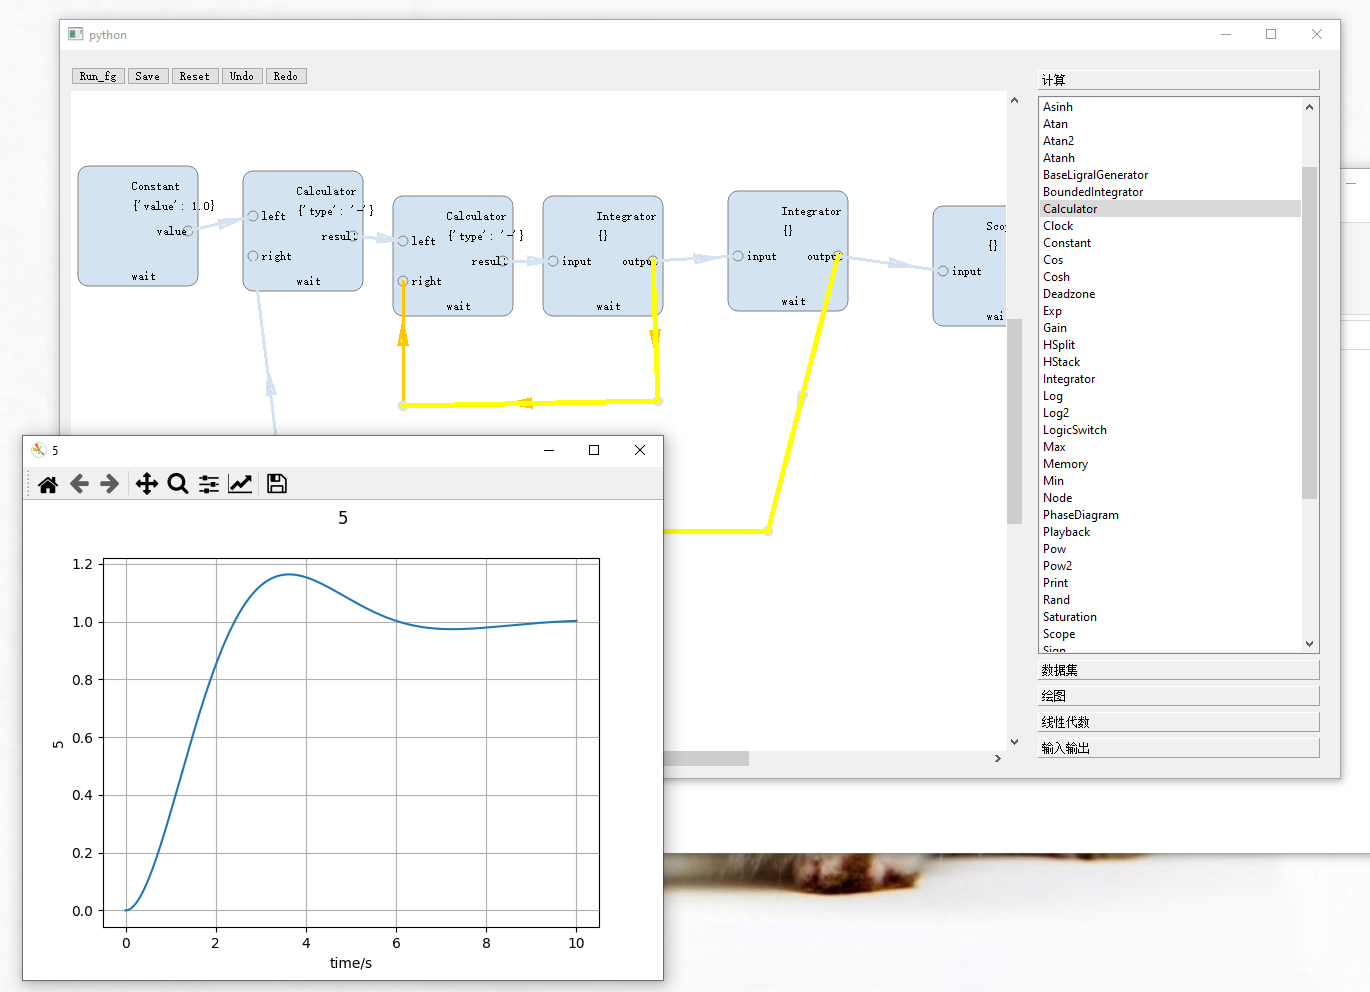 python
Run_fg Save Reset Undo Redo
Constant
{'value': 1.0}
value
wait
Calculator
{'type': '-'}
left
result
right
wait
Calculator
{'type': '-'}
left
result
right
wait
Integrator
{}
input output
wait
Integrator
{}
input output
wait
{}
input
计算
Asinh
Atan
Atan2
Atanh
BaseLigralGenerator
BoundedIntegrator
Calculator
Clock
Constant
Cos
Cosh
Deadzone
Exp
Gain
HSplit
HStack
Integrator
Log
Log2
LogicSwitch
Max
Memory
Min
Node
PhaseDiagram
Playback
Pow
Pow2
Print
Rand
Saturation
Scope
Sign
数据集
绘图
线性代数
输入输出
5
5
1.2
1.0
0.8
0.6
0.4
0.2
0.0
5
0 2 4 6 8 10
time/s